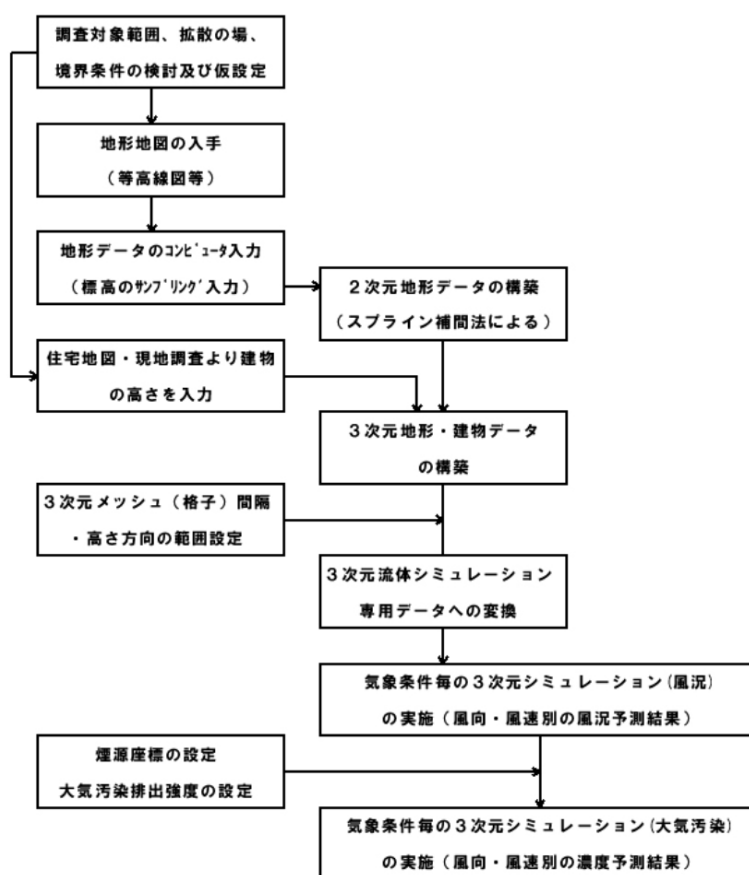 調査対象範囲、拡散の場、
境界条件の検討及び仮設定
地形地図の入手
(等高線図等)
地形データのｺﾝﾋﾟｭｰﾀ入力
(標高のｻﾝﾌﾟﾘﾝｸﾞ入力)
2次元地形データの構築
(スプライン補間法による)
住宅地図・現地調査より建物
の高さを入力
3次元地形・建物データ
の構築
3次元メッシュ(格子)間隔
・高さ方向の範囲設定
3次元流体シミュレーション
専用データへの変換
気象条件毎の3次元シミュレーション(風況)
の実施(風向・風速別の風況予測結果)
煙源座標の設定
大気汚染排出強度の設定
気象条件毎の3次元シミュレーション(大気汚染)
の実施(風向・風速別の濃度予測結果)